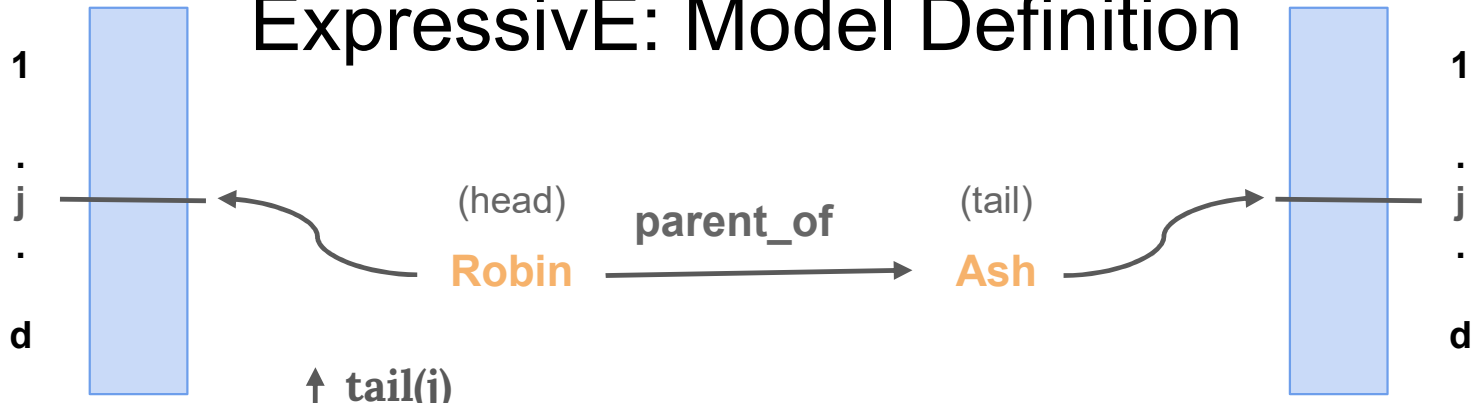 ExpressivE: Model Definition
1
.
j
.
d
(head)
parent_of
(tail)
Robin
Ash
tail(j)
1
.
j
.
d